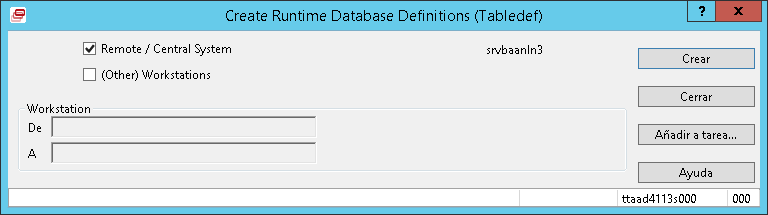 Create Runtime Database Definitions (Tabledef)
? X
Remote / Central System
srvbaanln3
Crear
(Other) Workstations
Cerrar
Workstation
De
Añadir a tarea...
A
Ayuda
ttaad4113s000 000